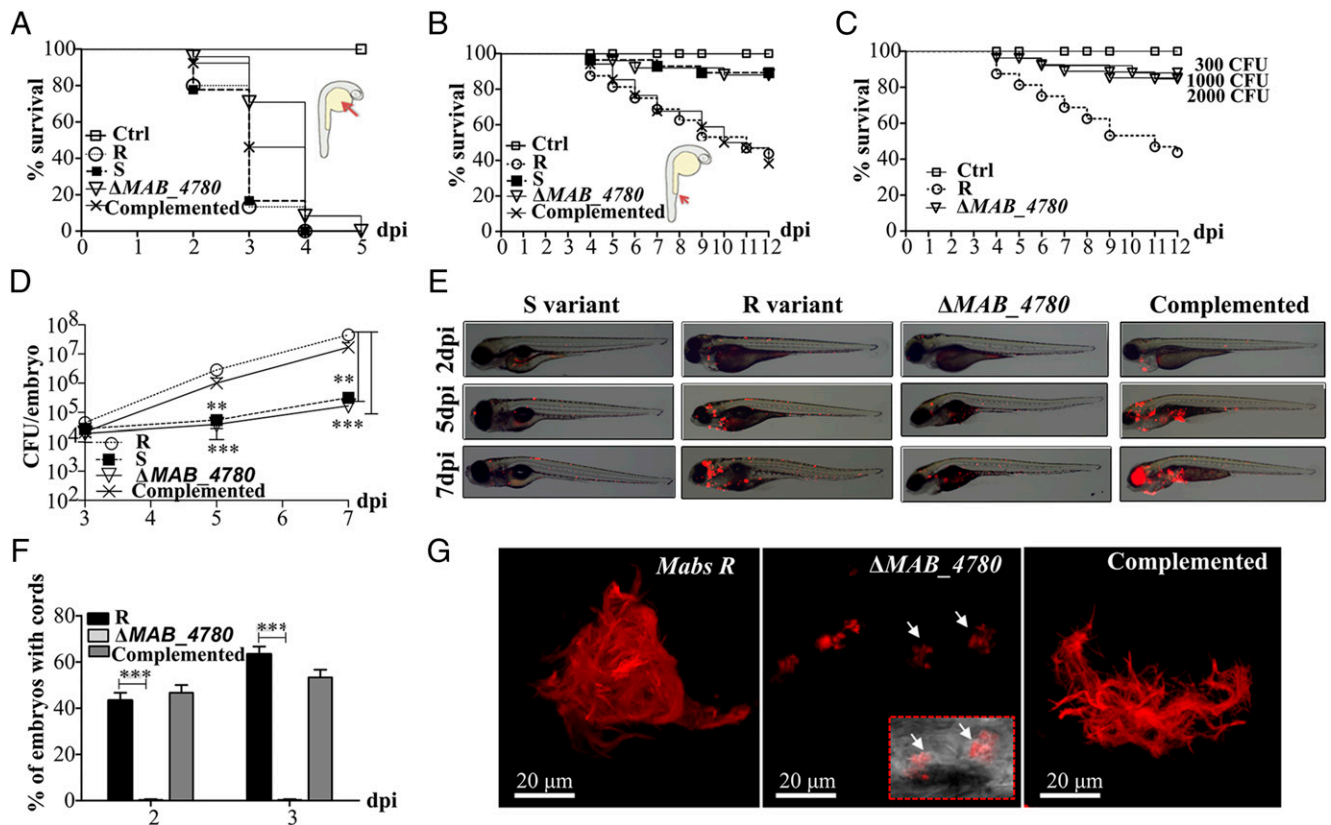 A
% survival
100
80
60
40
20
0
0 1 2 3 4 5
dpi
Ctrl
R
S
ΔMAB_4780
Complemented
B
% survival
100
80
60
40
20
0
0 1 2 3 4 5 6 7 8 9 10 11 12
dpi
Ctrl
R
S
ΔMAB_4780
Complemented
C
% survival
100
80
60
40
20
0
0 1 2 3 4 5 6 7 8 9 10 11 12
dpi
300 CFU
1000 CFU
2000 CFU
Ctrl
R
ΔMAB_4780
D
CFU/embryo
10⁸
10⁷
10⁶
10⁵
10⁴
10³
10²
3 4 5 6 7
dpi
**
***
**
***
R
S
ΔMAB_4780
Complemented
E
S variant R variant ΔMAB_4780 Complemented
2dpi
5dpi
7dpi
F
% of embryos with cords
80
60
40
20
0
2 3
dpi
R
ΔMAB_4780
Complemented
***
***
G
Mabs R
20 μm
ΔMAB_4780
20 μm
Complemented
20 μm